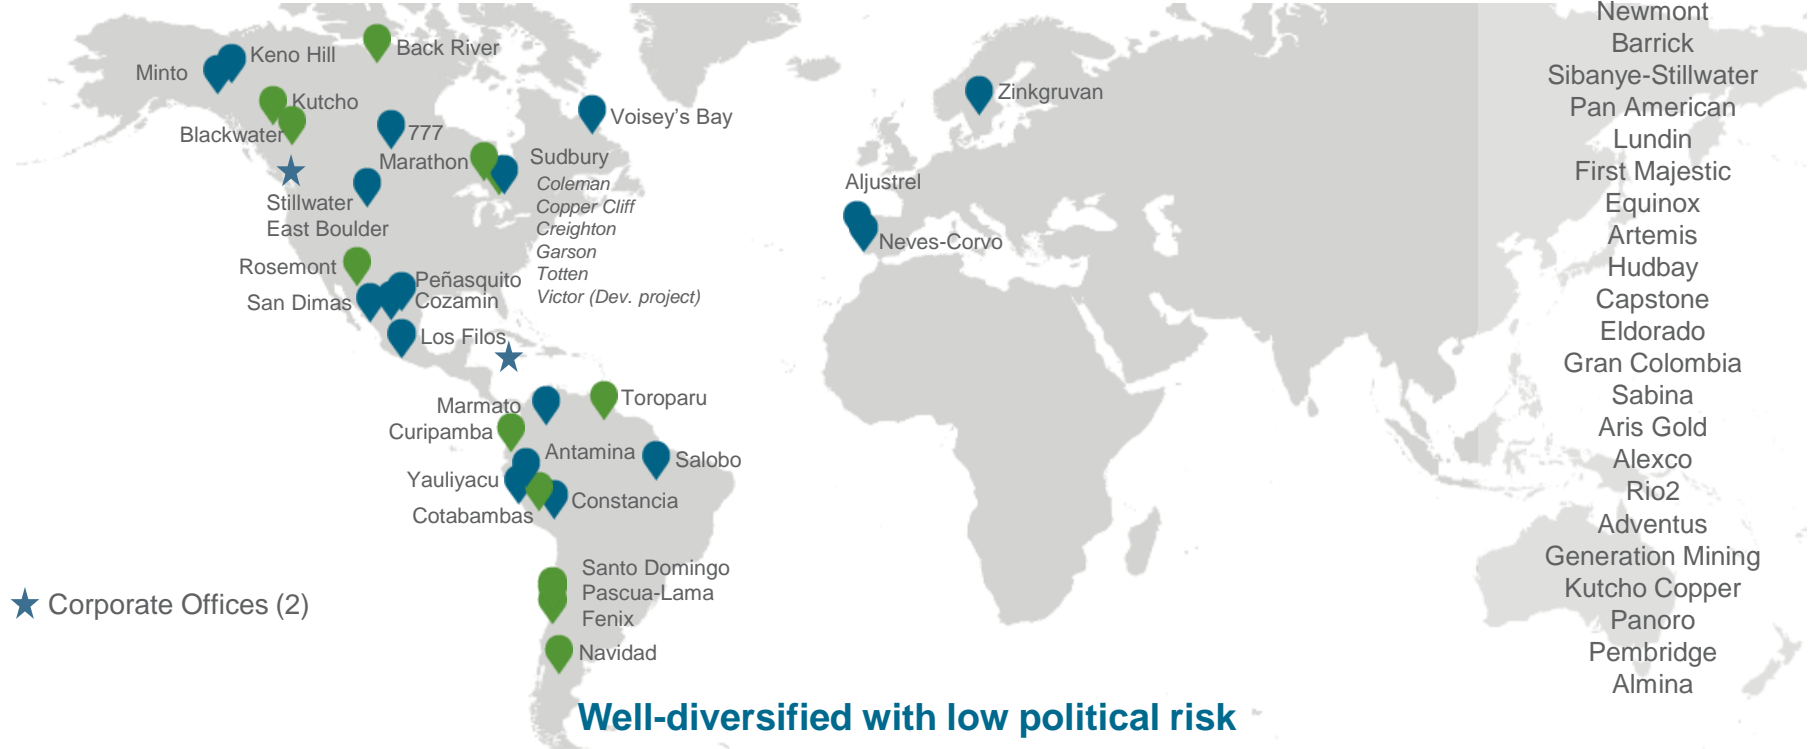 Back River
Keno Hill
Minto
Kutcho
Blackwater
777
Marathon
Voisey's Bay
Sudbury
Coleman
Copper Cliff
Creighton
Garson
Totten
Victor (Dev. project)
Stillwater
East Boulder
Rosemont
San Dimas
Peñasquito
Cozamin
Los Filos
Zinkgruvan
Aljustrel
Neves-Corvo
Marmato
Toroparu
Curipamba
Antamina
Salobo
Yauliyacu
Constancia
Cotabambas
Santo Domingo
Pascua-Lama
Fenix
Navidad
Corporate Offices (2)
Well-diversified with low political risk
Newmont
Barrick
Sibanye-Stillwater
Pan American
Lundin
First Majestic
Equinox
Artemis
Hudbay
Capstone
Eldorado
Gran Colombia
Sabina
Aris Gold
Alexco
Rio2
Adventus
Generation Mining
Kutcho Copper
Panoro
Pembridge
Almina